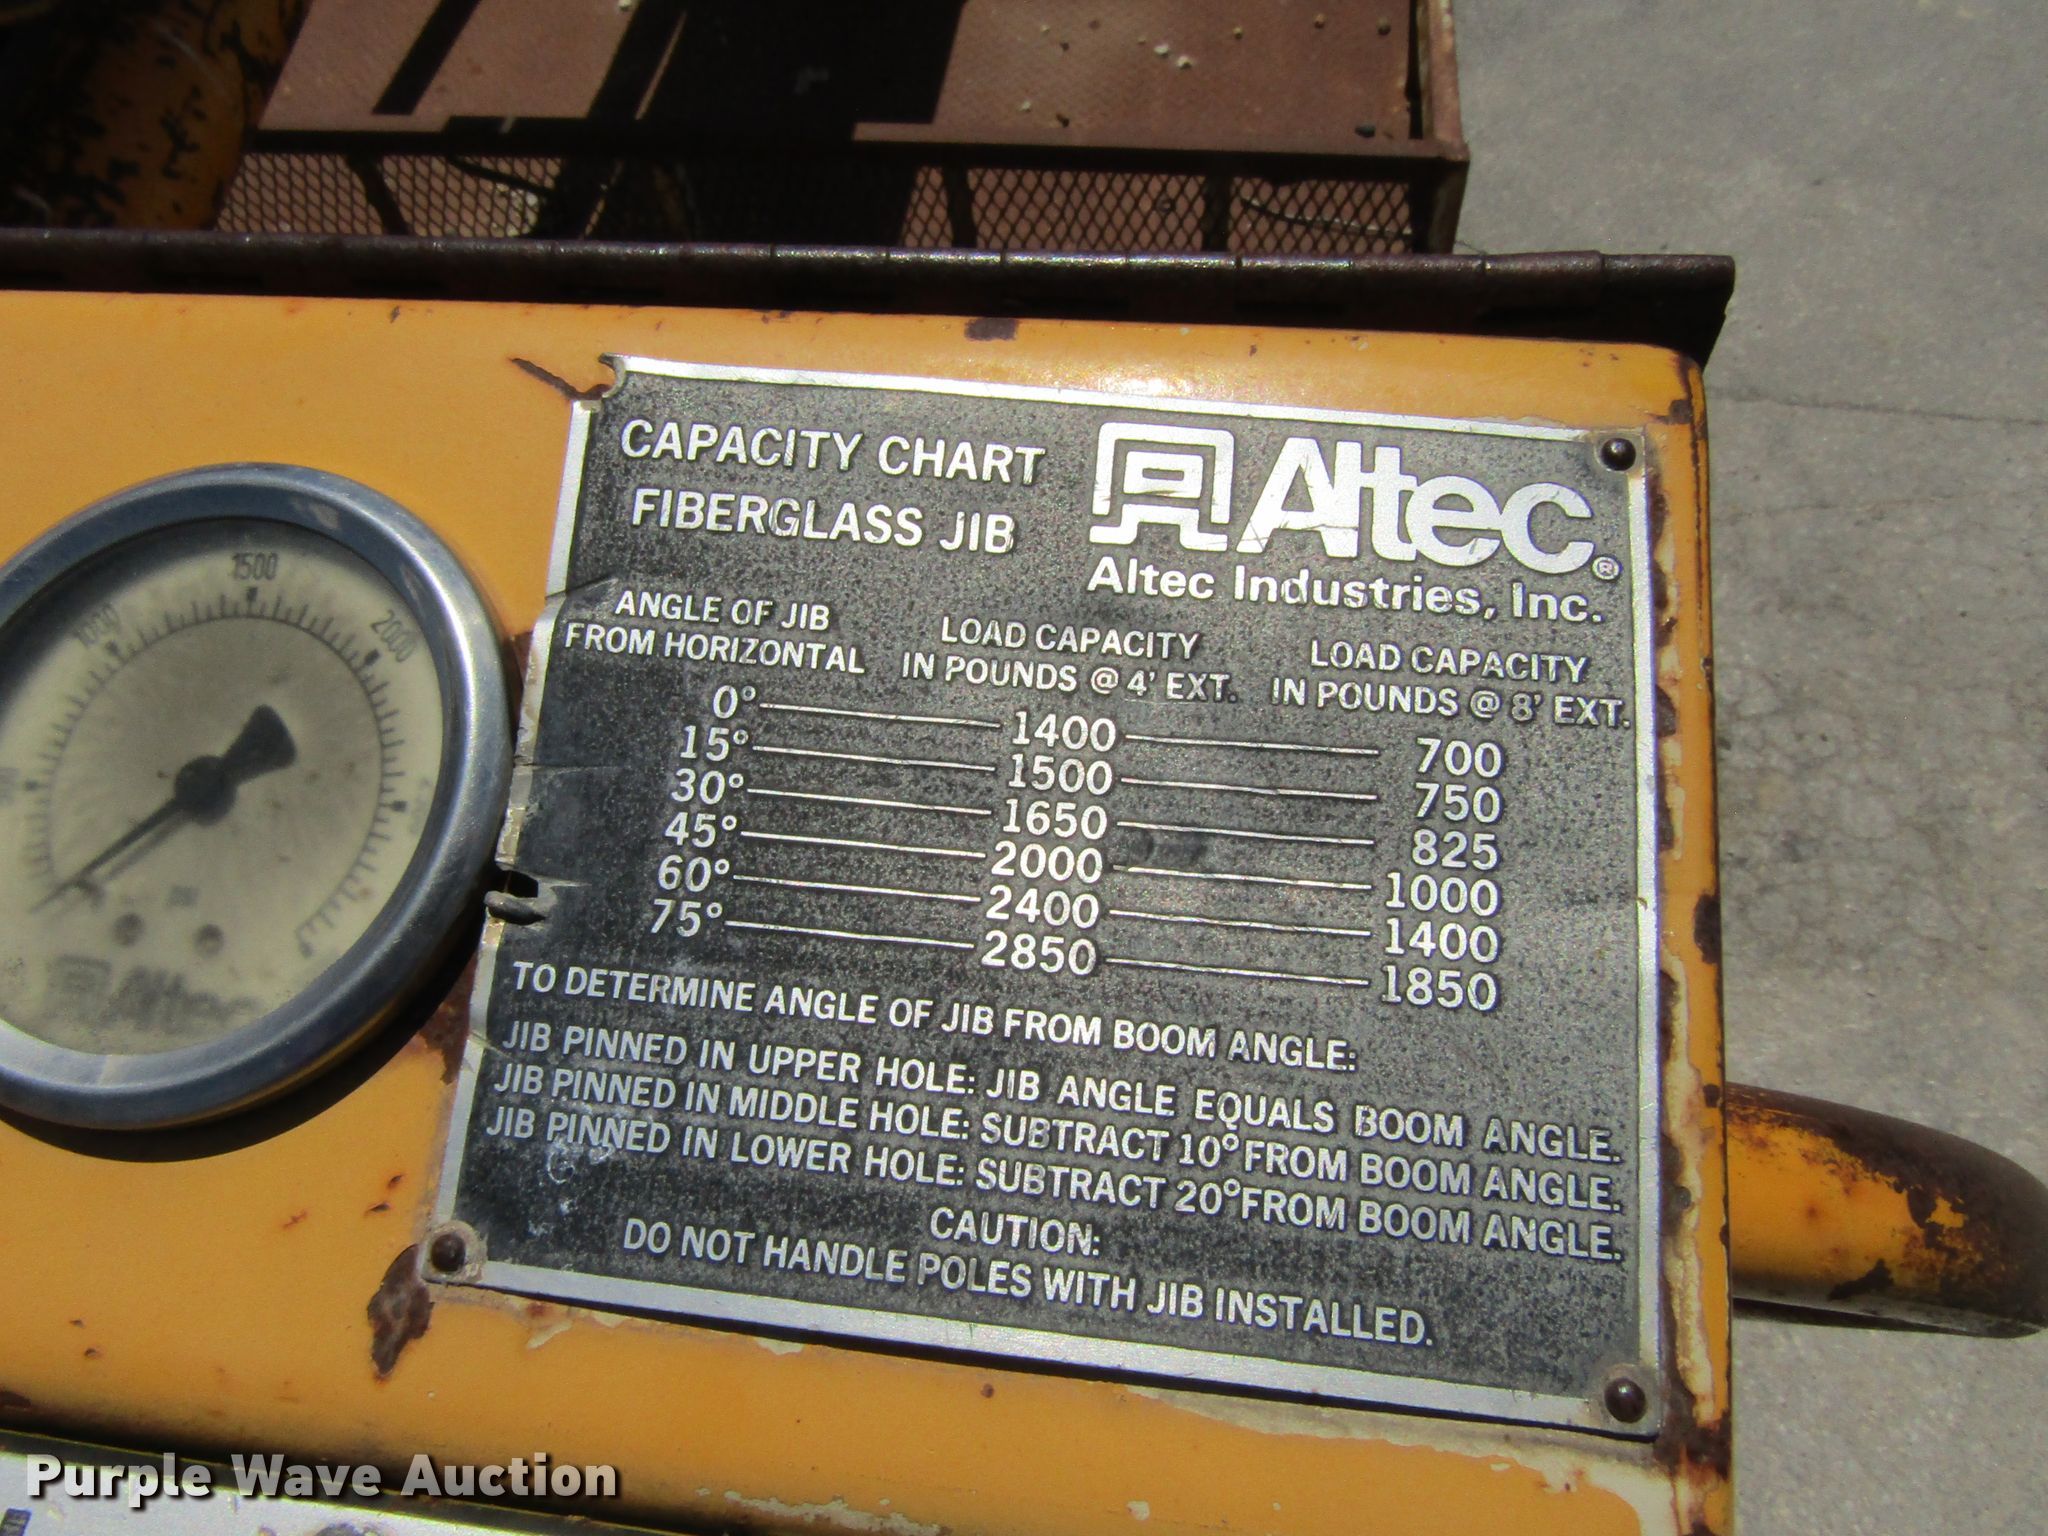 CAPACITY CHART
FIBERGLASS JIB
Altec®
Altec Industries, Inc.
ANGLE OF JIB
FROM HORIZONTAL
LOAD CAPACITY
IN POUNDS @ 4' EXT.
LOAD CAPACITY
IN POUNDS @ 8' EXT.
0° 1400 700
15° 1500 750
30° 1650 825
45° 2000 1000
60° 2400 1400
75° 2850 1850
TO DETERMINE ANGLE OF JIB FROM BOOM ANGLE:
JIB PINNED IN UPPER HOLE: JIB ANGLE EQUALS BOOM ANGLE.
JIB PINNED IN MIDDLE HOLE: SUBTRACT 10° FROM BOOM ANGLE.
JIB PINNED IN LOWER HOLE: SUBTRACT 20° FROM BOOM ANGLE.
CAUTION:
DO NOT HANDLE POLES WITH JIB INSTALLED.
1000
1500
2000
Altec
Purple Wave Auction